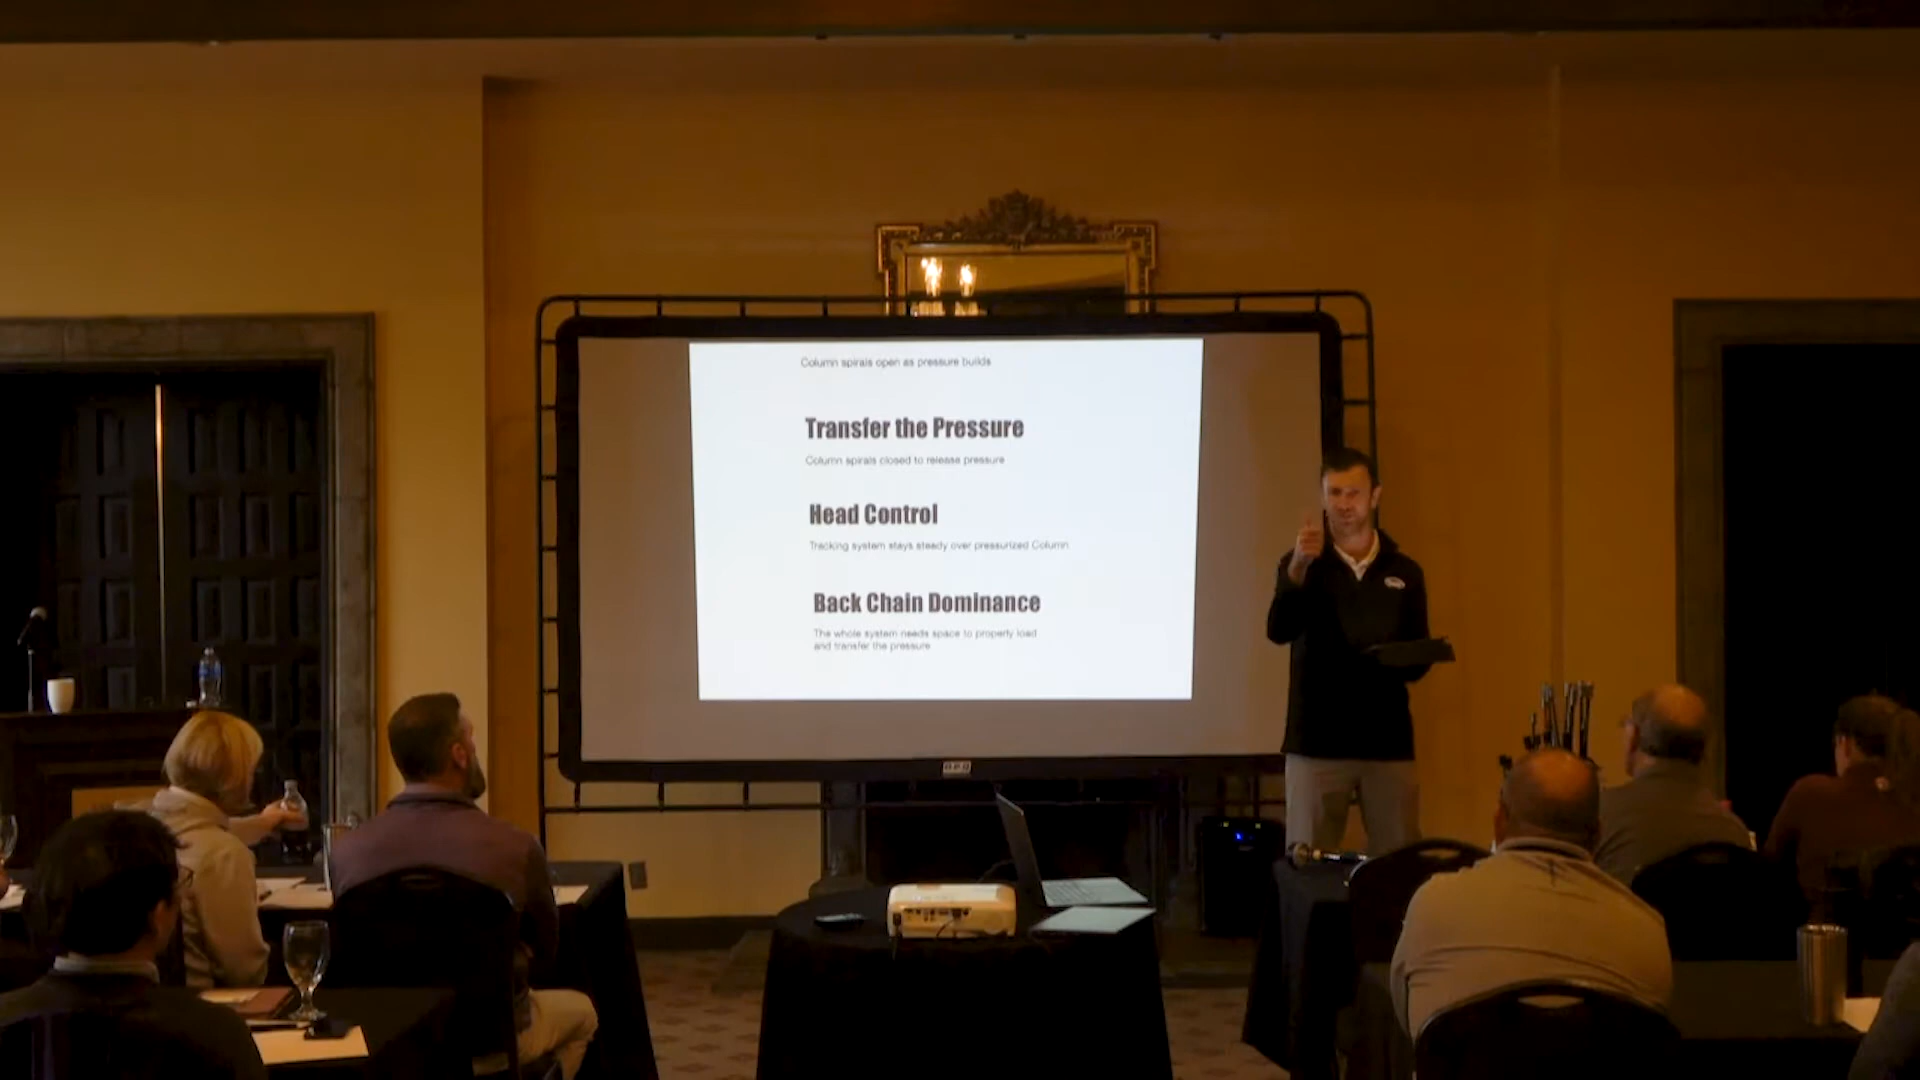 Column spirals open as pressure builds
Transfer the Pressure
Column spirals closed to release pressure
Head Control
Tracking system stays steady over pressurized Column
Back Chain Dominance
The whole system needs space to properly load
and transfer the pressure